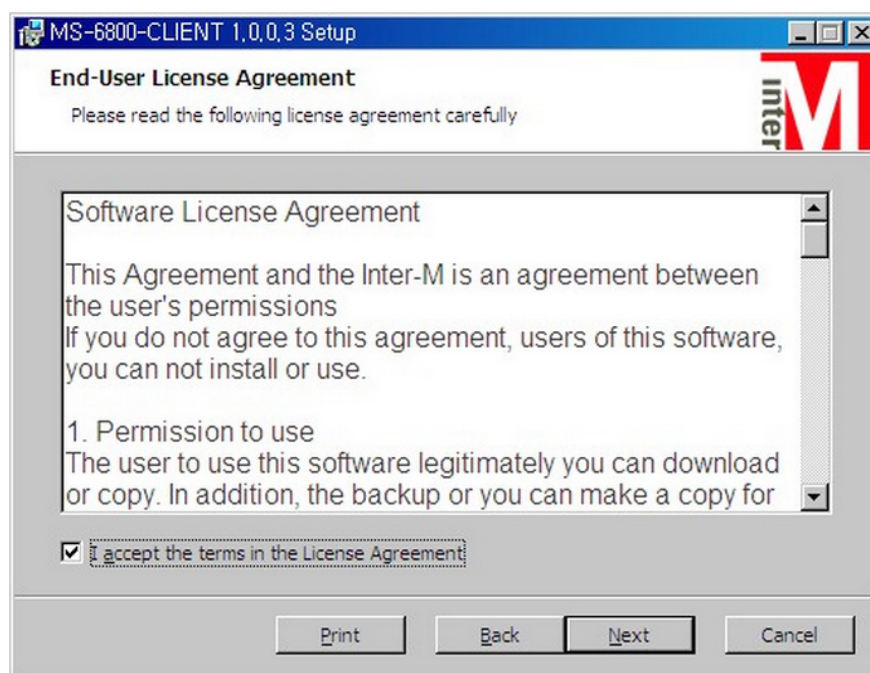 MS-6800-CLIENT 1,0,0,3 Setup
End-User License Agreement
Please read the following license agreement carefully
inter M
Software License Agreement
This Agreement and the Inter-M is an agreement between
the user's permissions
If you do not agree to this agreement, users of this software,
you can not install or use.
1. Permission to use
The user to use this software legitimately you can download
or copy. In addition, the backup or you can make a copy for
I accept the terms in the License Agreement
Print
Back
Next
Cancel